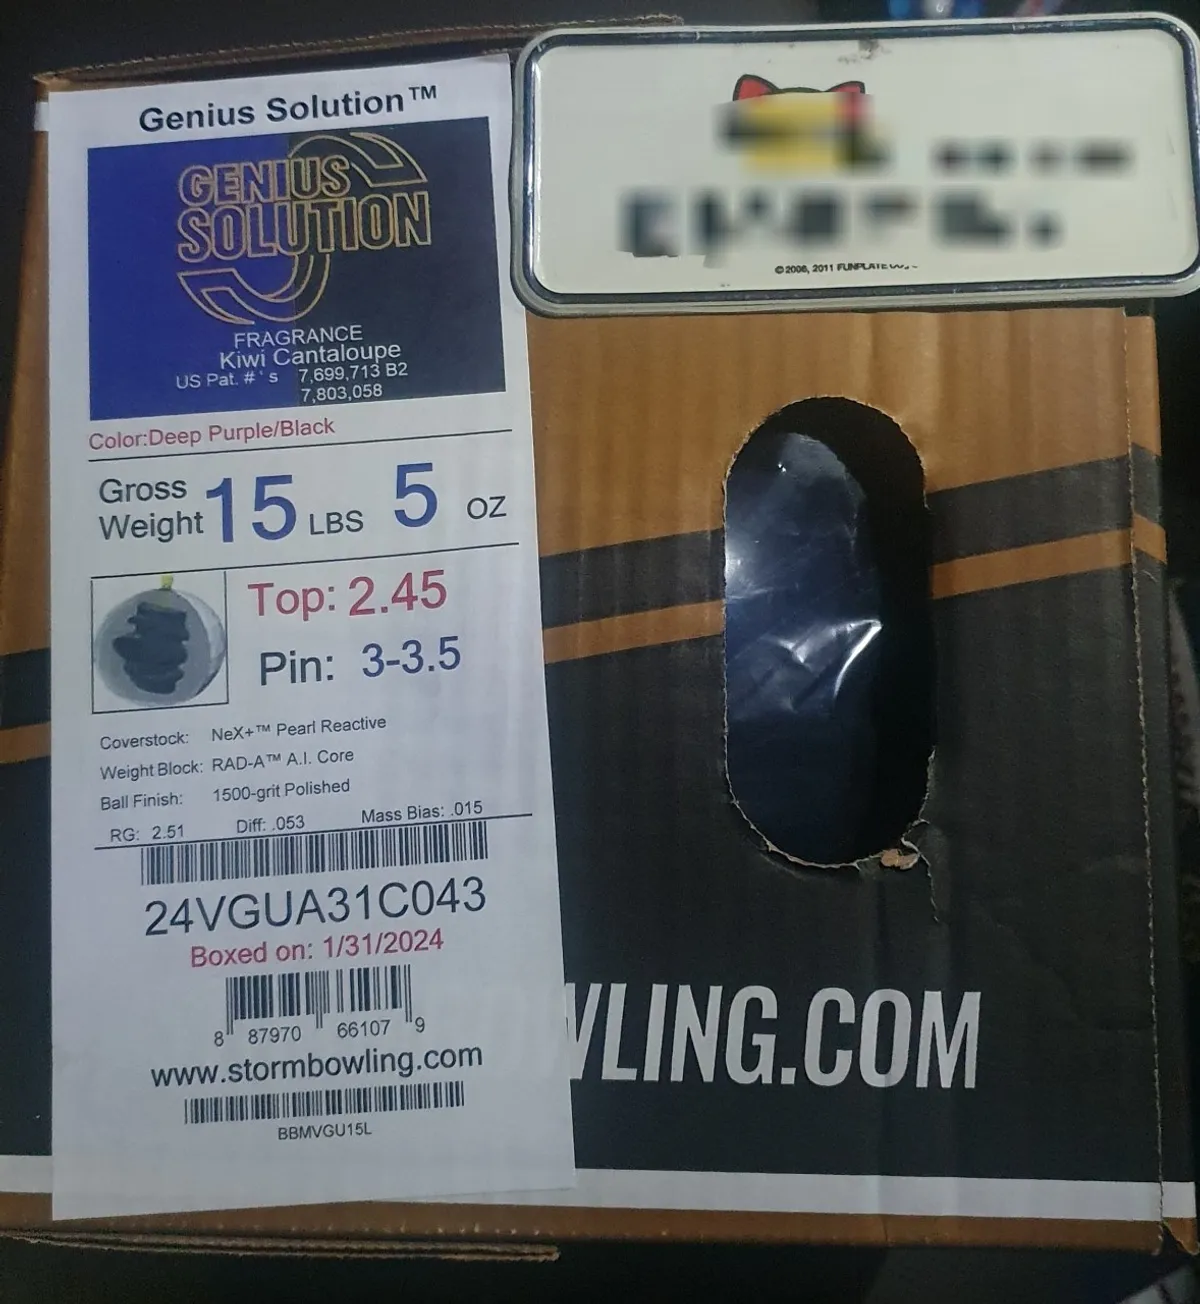 Genius Solution™
GENIUS
SOLUTION
FRAGRANCE
Kiwi Cantaloupe
US Pat. #'s 7,699,713 B2
7,803,058
Color:Deep Purple/Black
Gross
Weight 15 LBS 5 OZ
Top: 2.45
Pin: 3-3.5
Coverstock: NeX+™ Pearl Reactive
Weight Block: RAD-A™ A.I. Core
Ball Finish: 1500-grit Polished
RG: 2.51 Diff: .053 Mass Bias: .015
24VGUA31C043
Boxed on: 1/31/2024
8 87970 66107 9
www.stormbowling.com
BBMVGU15L
© 2008, 2011 FUNPLATE
WLING.COM